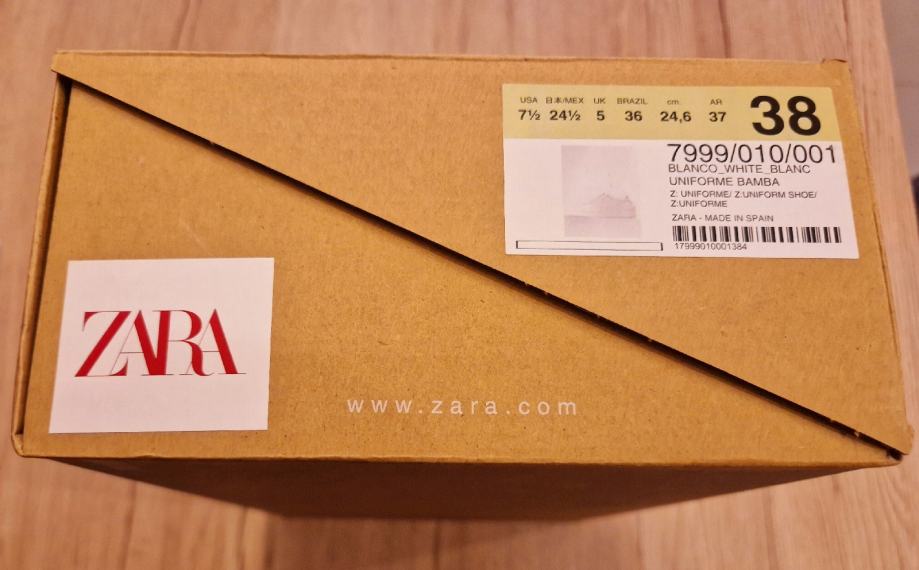 USA 日本/MEX UK BRAZIL cm. AR
7½ 24½ 5 36 24,6 37
38
7999/010/001
BLANCO_WHITE_BLANC
UNIFORME BAMBA
Z: UNIFORME/ Z:UNIFORM SHOE/
Z:UNIFORME
ZARA - MADE IN SPAIN
17999010001384
ZARA
www.zara.com